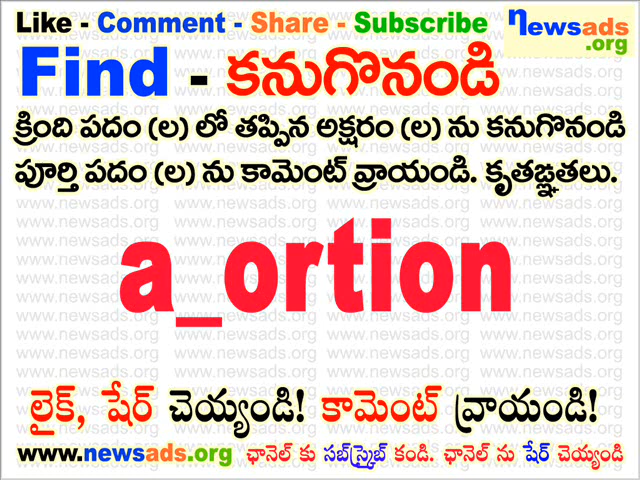 Like - Comment - Share - Subscribe
newsads
.org
Find - కనుగొనండి
క్రింది పదం (ల) లో తప్పిన అక్షరం (ల) ను కనుగొనండి
పూర్తి పదం (ల) ను కామెంట్ వ్రాయండి. కృతజ్ఞతలు.
a_ortion
లైక్, షేర్ చెయ్యండి! కామెంట్ వ్రాయండి!
www.newsads.org ఛానెల్ కు సబ్‌స్క్రైబ్ కండి. ఛానెల్ ను షేర్ చెయ్యండి